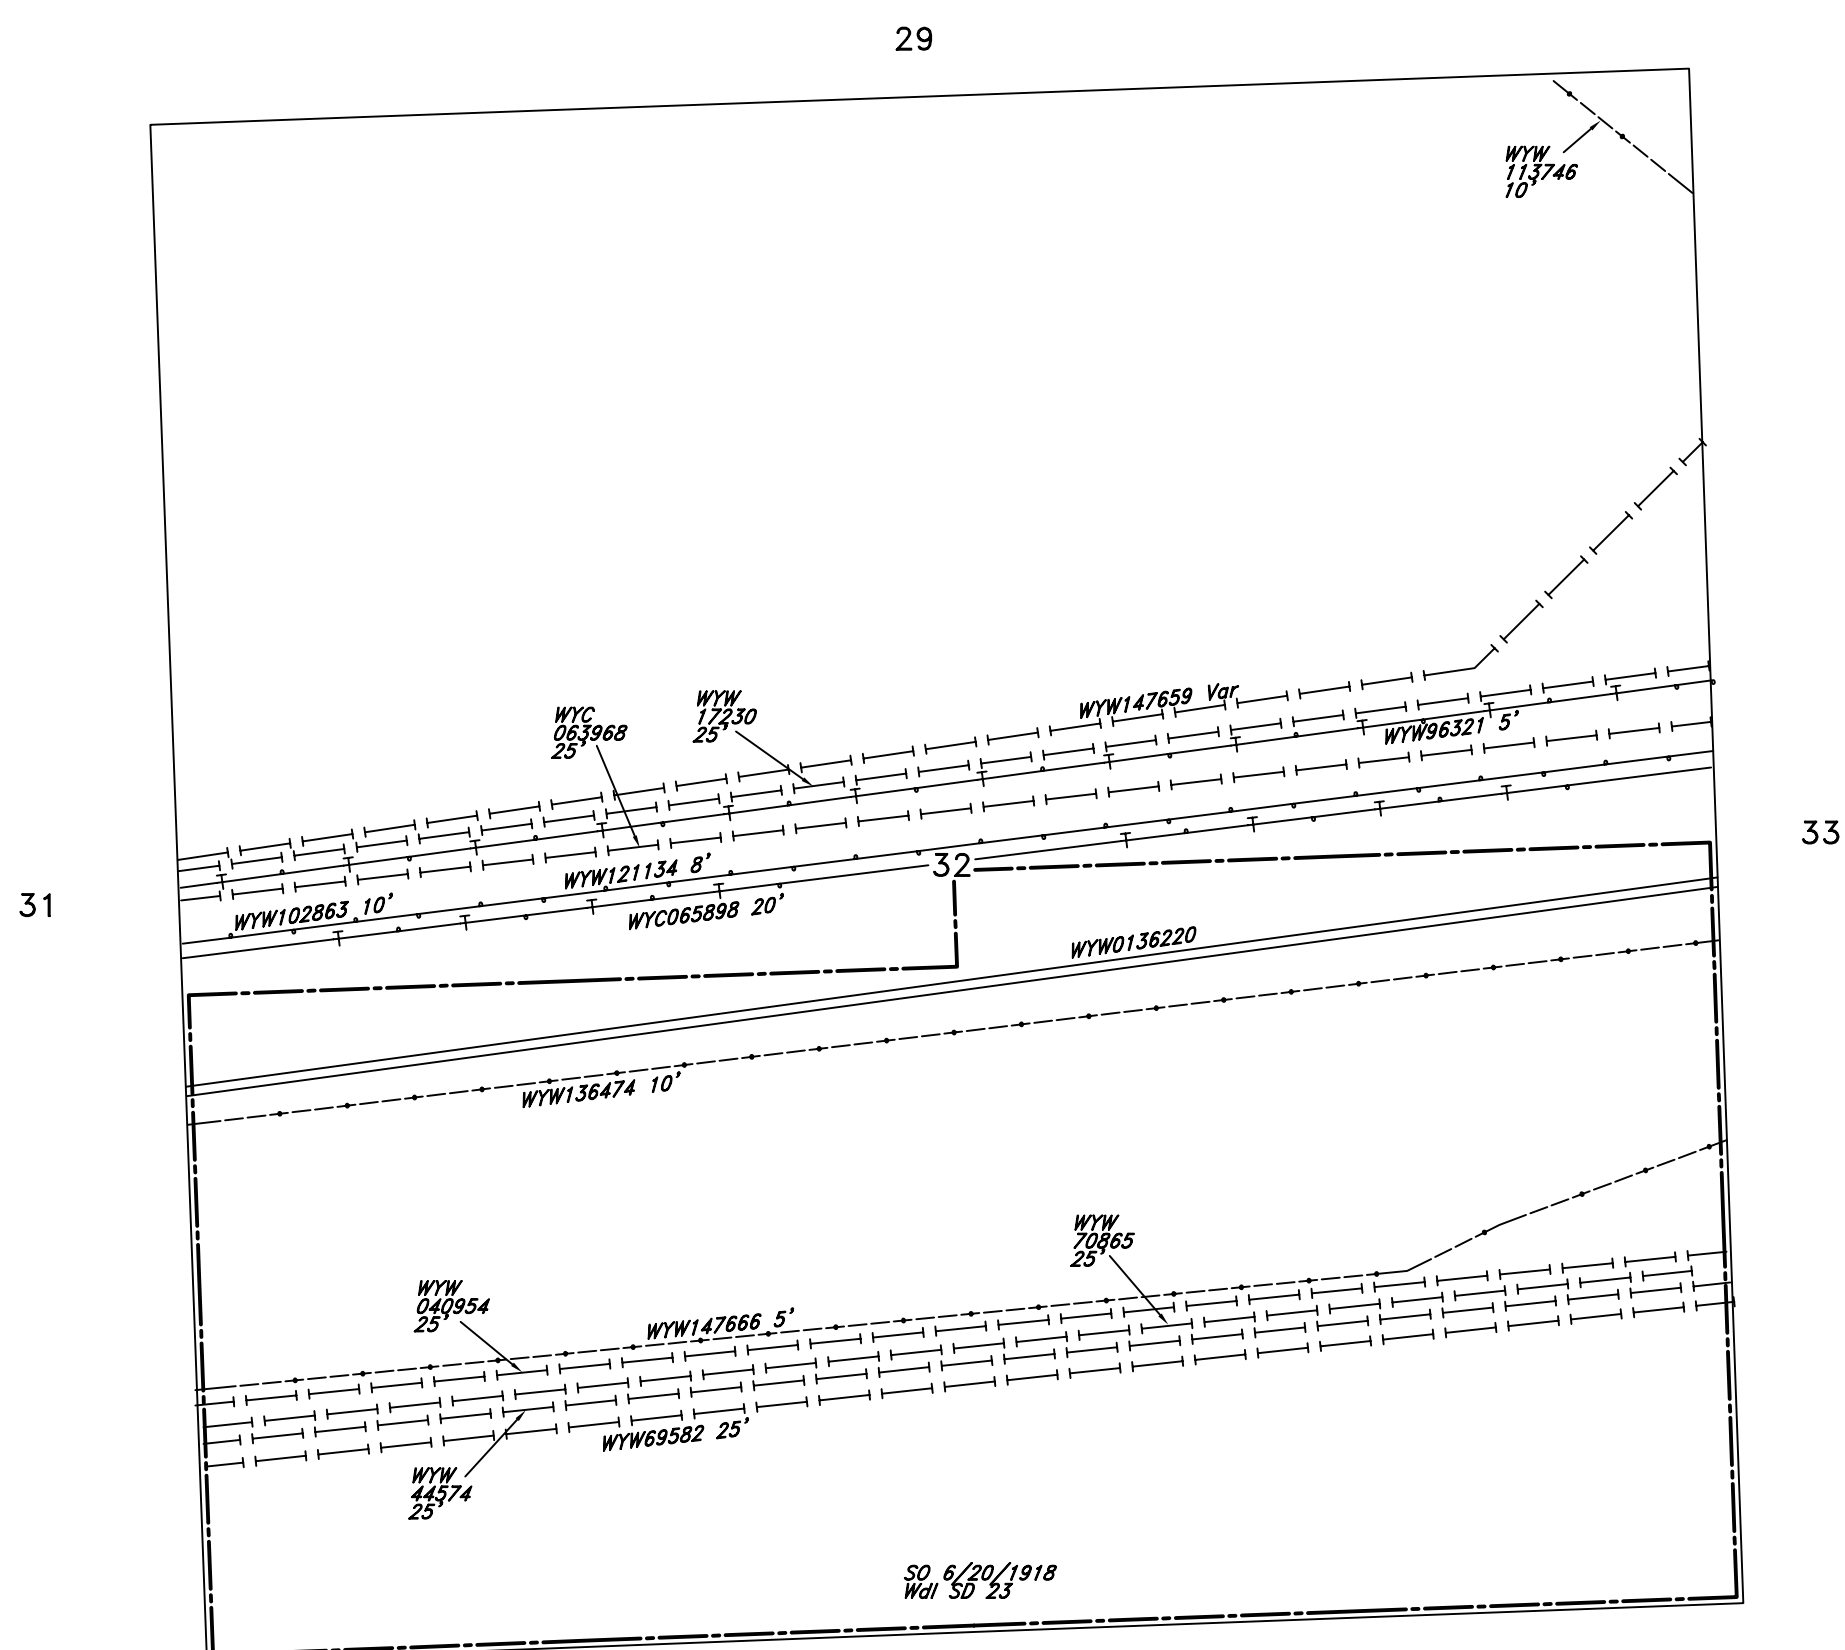 29
WYW
113746
10'
WYW
17230
25'
WYC
063968
25'
WYW147659 Var
WYW96321 5'
33
32
31
WYW121134 8'
WYW102863 10'
WYC065898 20'
WYW0136220
WYW136474 10'
WYW
70865
25'
WYW
040954
25'
WYW147666 5'
WYW69582 25'
WYW
44574
25'
SO 6/20/1918
Wdl SD 23